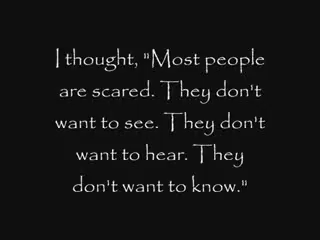 I thought, "Most people
are scared. They don't
want to see. They don't
want to hear. They
don't want to know."